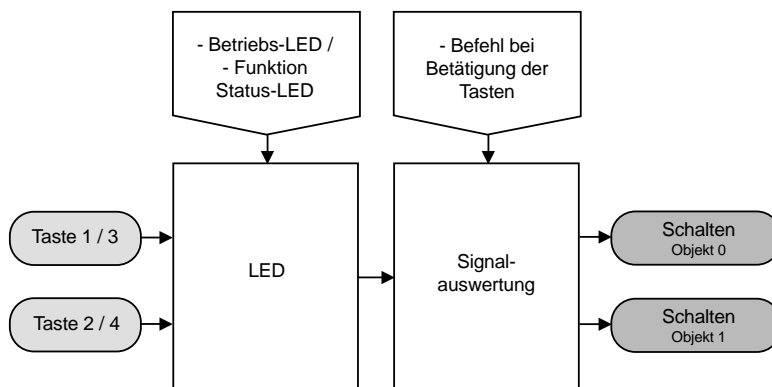 - Betriebs-LED /
- Funktion
Status-LED
- Befehl bei
Betätigung der
Tasten
Taste 1 / 3
Taste 2 / 4
LED
Signal-
auswertung
Schalten
Objekt 0
Schalten
Objekt 1